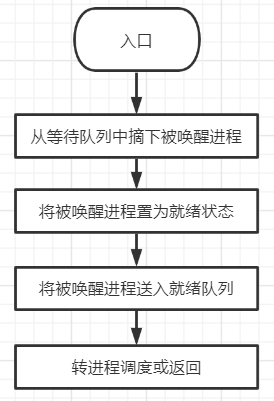 入口
从等待队列中摘下被唤醒进程
将被唤醒进程置为就绪状态
将被唤醒进程送入就绪队列
转进程调度或返回